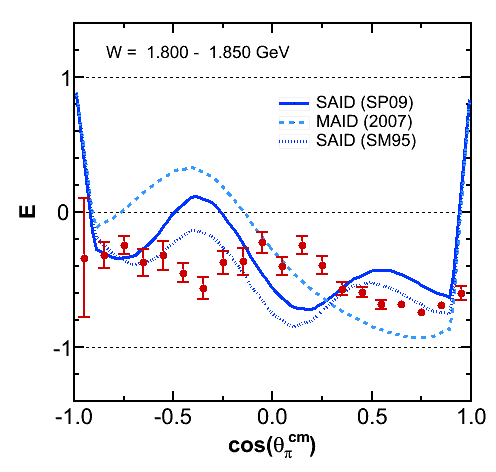 W = 1.800 - 1.850 GeV
SAID (SP09)
MAID (2007)
SAID (SM95)
1
0
-1
E
-1.0
-0.5
0.0
0.5
1.0
cos(θπcm)